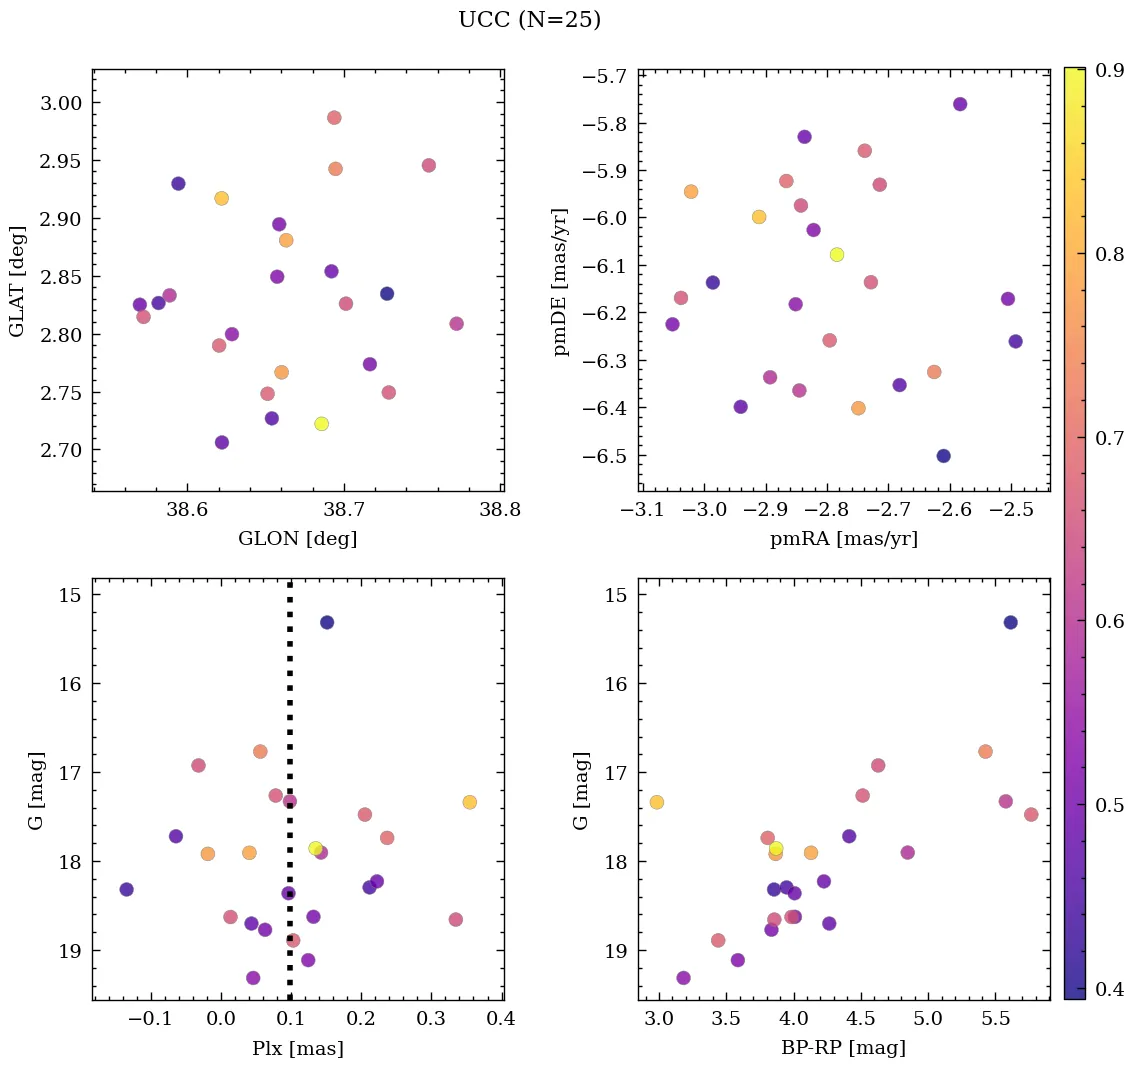 UCC (N=25)
3.00
2.95
2.90
2.85
2.80
2.75
2.70
GLAT [deg]
38.6 38.7 38.8
GLON [deg]
−5.7
−5.8
−5.9
−6.0
−6.1
−6.2
−6.3
−6.4
−6.5
pmDE [mas/yr]
−3.1 −3.0 −2.9 −2.8 −2.7 −2.6 −2.5
pmRA [mas/yr]
15
16
17
18
19
G [mag]
−0.1 0.0 0.1 0.2 0.3 0.4
Plx [mas]
15
16
17
18
19
G [mag]
3.0 3.5 4.0 4.5 5.0 5.5
BP-RP [mag]
0.9
0.8
0.7
0.6
0.5
0.4